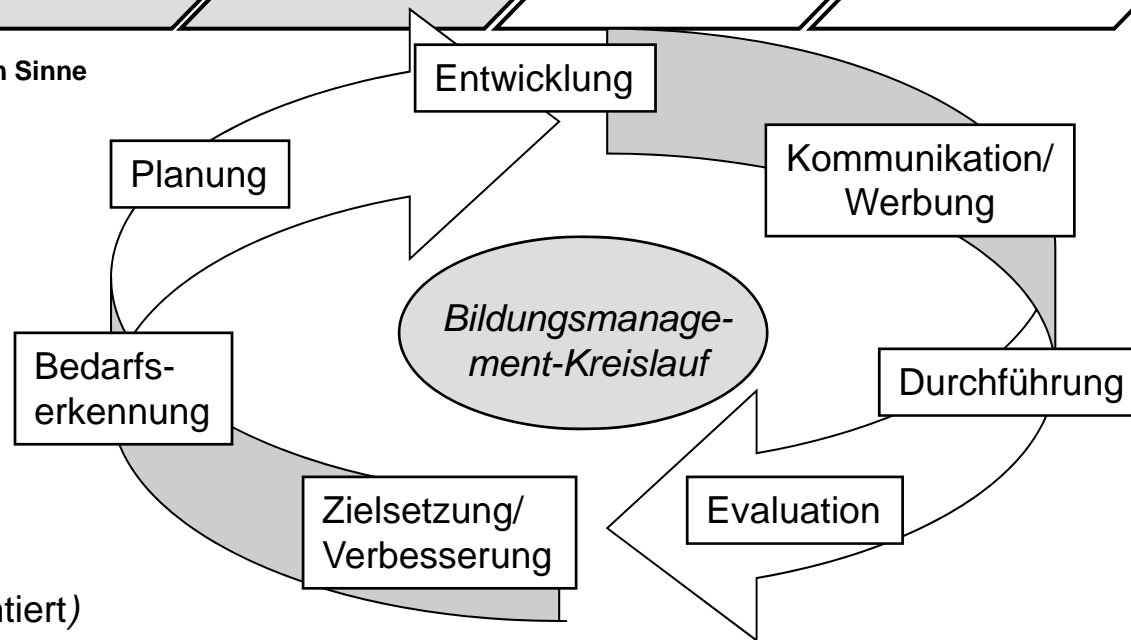 n Sinne
Entwicklung
Planung
Kommunikation/
Werbung
Bildungsmanage-
ment-Kreislauf
Bedarfs-
erkennung
Durchführung
Zielsetzung/
Verbesserung
Evaluation
tiert)